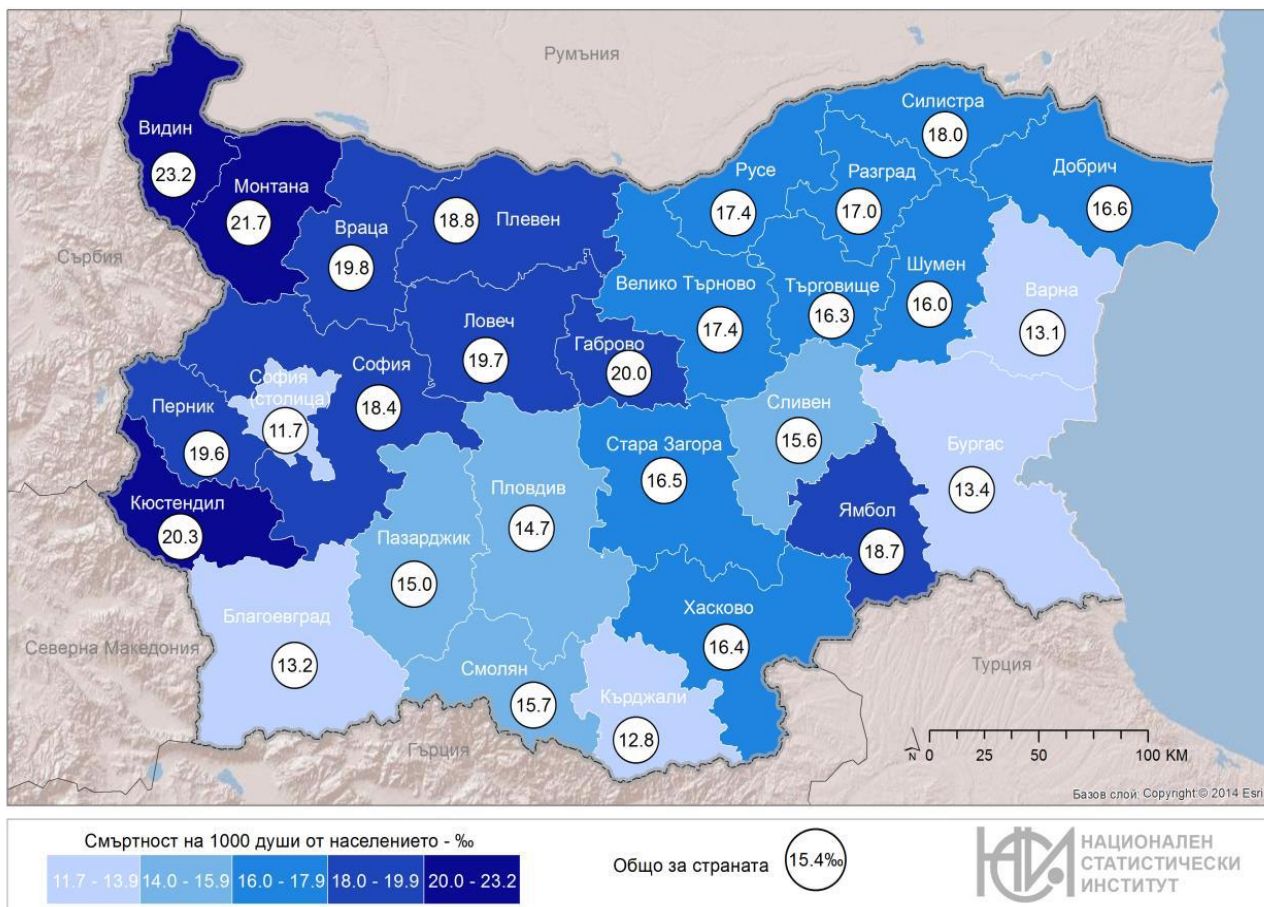 Румъния
Силистра
18.0
Видин
23.2
Монтана
21.7
Враца
19.8
18.8
Плевен
Русе
17.4
Разград
17.0
Добрич
16.6
Сърбия
Велико Търново
17.4
Търговище
16.3
Шумен
16.0
Варна
13.1
Ловеч
19.7
Габрово
20.0
София
18.4
София
(столица)
11.7
Перник
19.6
Сливен
15.6
Бургас
13.4
Стара Загора
16.5
Кюстендил
20.3
Пловдив
14.7
Пазарджик
15.0
Ямбол
18.7
Благоевград
13.2
Хасково
16.4
Северна Македония
Смолян
15.7
Кърджали
12.8
Турция
Гърция
N
0 25 50 100 КМ
Базов слой: Copyright:© 2014 Esri
Смъртност на 1000 души от населението - ‰
11.7 - 13.9 14.0 - 15.9 16.0 - 17.9 18.0 - 19.9 20.0 - 23.2
Общо за страната 15.4‰
НСИ
НАЦИОНАЛЕН
СТАТИСТИЧЕСКИ
ИНСТИТУТ